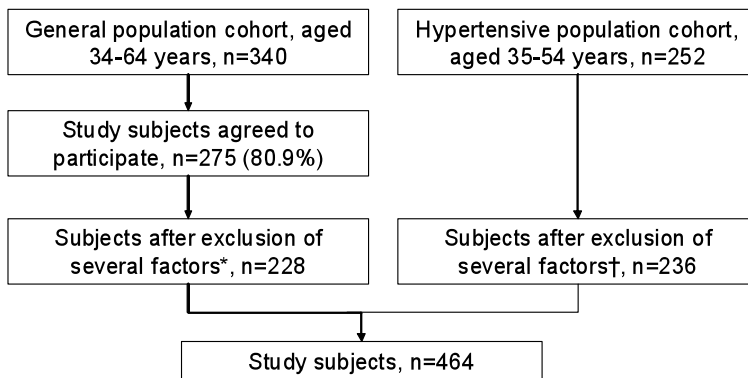 General population cohort, aged
34-64 years, n=340
Hypertensive population cohort,
aged 35-54 years, n=252
Study subjects agreed to
participate, n=275 (80.9%)
Subjects after exclusion of
several factors*, n=228
Subjects after exclusion of
several factors†, n=236
Study subjects, n=464